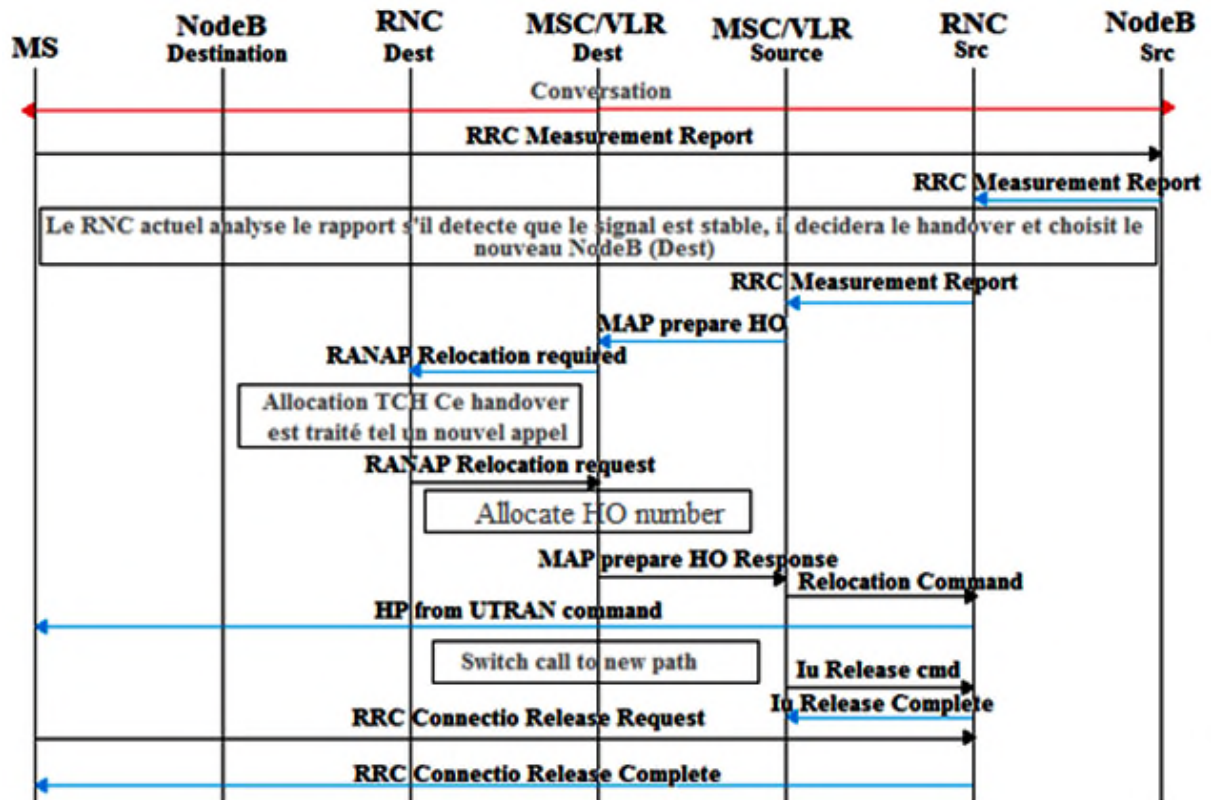 MS
NodeB
Destination
RNC
Dest
MSC/VLR
Dest
MSC/VLR
Source
RNC
Src
NodeB
Src
Conversation
RRC Measurement Report
RRC Measurement Report
Le RNC actuel analyse le rapport s'il detecte que le signal est stable, il decidera le handover et choisit le
nouveau NodeB (Dest)
RRC Measurement Report
MAP prepare HO
RANAP Relocation required
Allocation TCH Ce handover
est traité tel un nouvel appel
RANAP Relocation request
Allocate HO number
MAP prepare HO Response
Relocation Command
HP from UTRAN command
Switch call to new path
Iu Release cmd
Iu Release Complete
RRC Connectio Release Request
RRC Connectio Release Complete